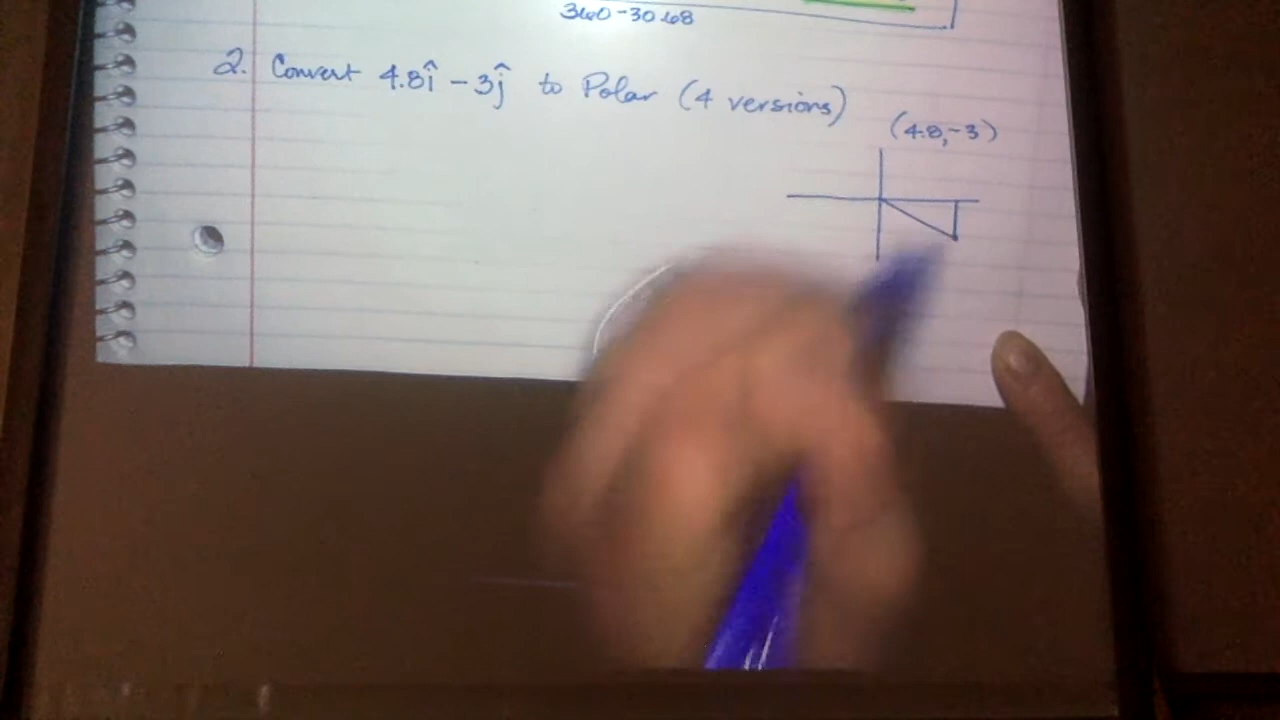 360-30.68
2. Convert 4.8î - 3ĵ to Polar (4 versions)
(4.8,-3)